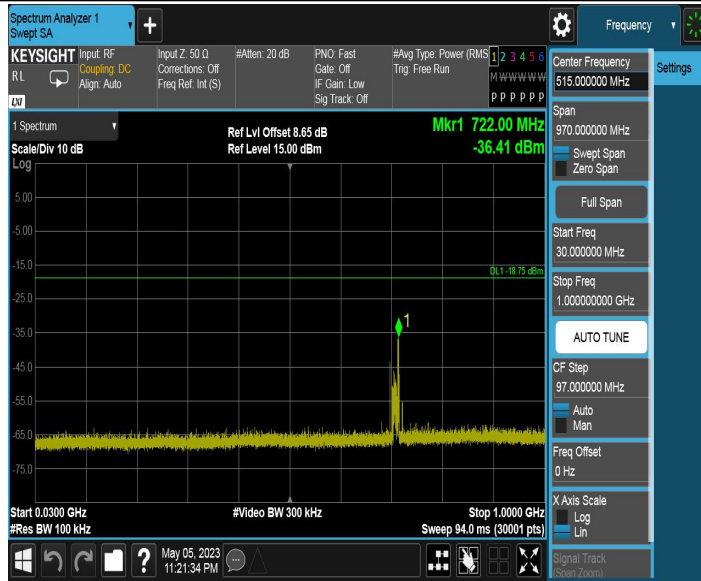 Spectrum Analyzer 1
Swept SA
Frequency
KEYSIGHT
RL
LXI
Input: RF
Coupling: DC
Align: Auto
Input Z: 50 Ω
Corrections: Off
Freq Ref: Int (S)
#Atten: 20 dB
PNO: Fast
Gate: Off
IF Gain: Low
Sig Track: Off
#Avg Type: Power (RMS
Trig: Free Run
1 2 3 4 5 6
M W W W W W
P P P P P P
1 Spectrum
Scale/Div 10 dB
Log
Ref Lvl Offset 8.65 dB
Ref Level 15.00 dBm
Mkr1 722.00 MHz
-36.41 dBm
5.00
-5.00
-15.0
-25.0
-35.0
-45.0
-55.0
-65.0
-75.0
DL1 -18.75 dBm
1
Start 0.0300 GHz
#Res BW 100 kHz
#Video BW 300 kHz
Stop 1.0000 GHz
Sweep 94.0 ms (30001 pts)
?
May 05, 2023
11:21:34 PM
Center Frequency
515.000000 MHz
Span
970.000000 MHz
Swept Span
Zero Span
Full Span
Start Freq
30.000000 MHz
Stop Freq
1.000000000 GHz
AUTO TUNE
CF Step
97.000000 MHz
Auto
Man
Freq Offset
0 Hz
X Axis Scale
Log
Lin
Signal Track
(Span Zoom)
Settings